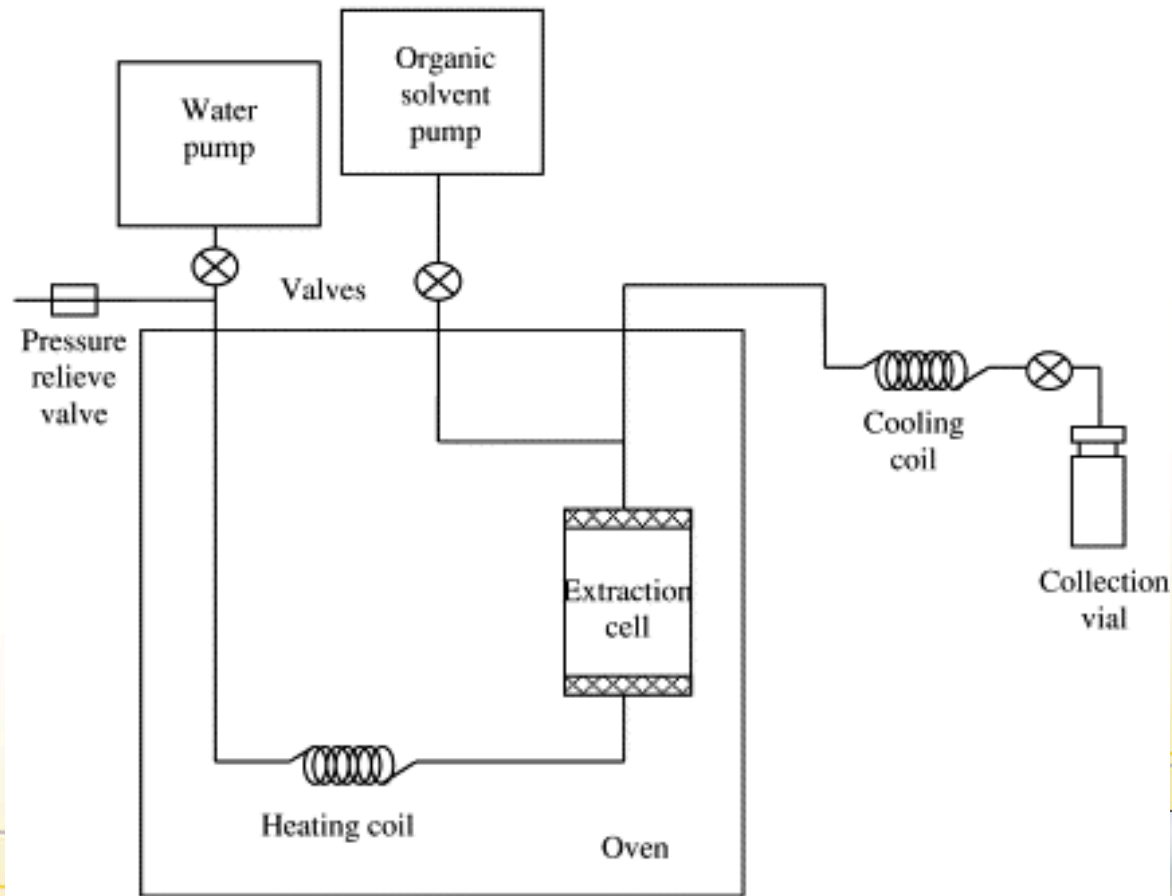 Water
pump
Organic
solvent
pump
Valves
Pressure
relieve
valve
Cooling
coil
Extraction
cell
Collection
vial
Heating coil
Oven